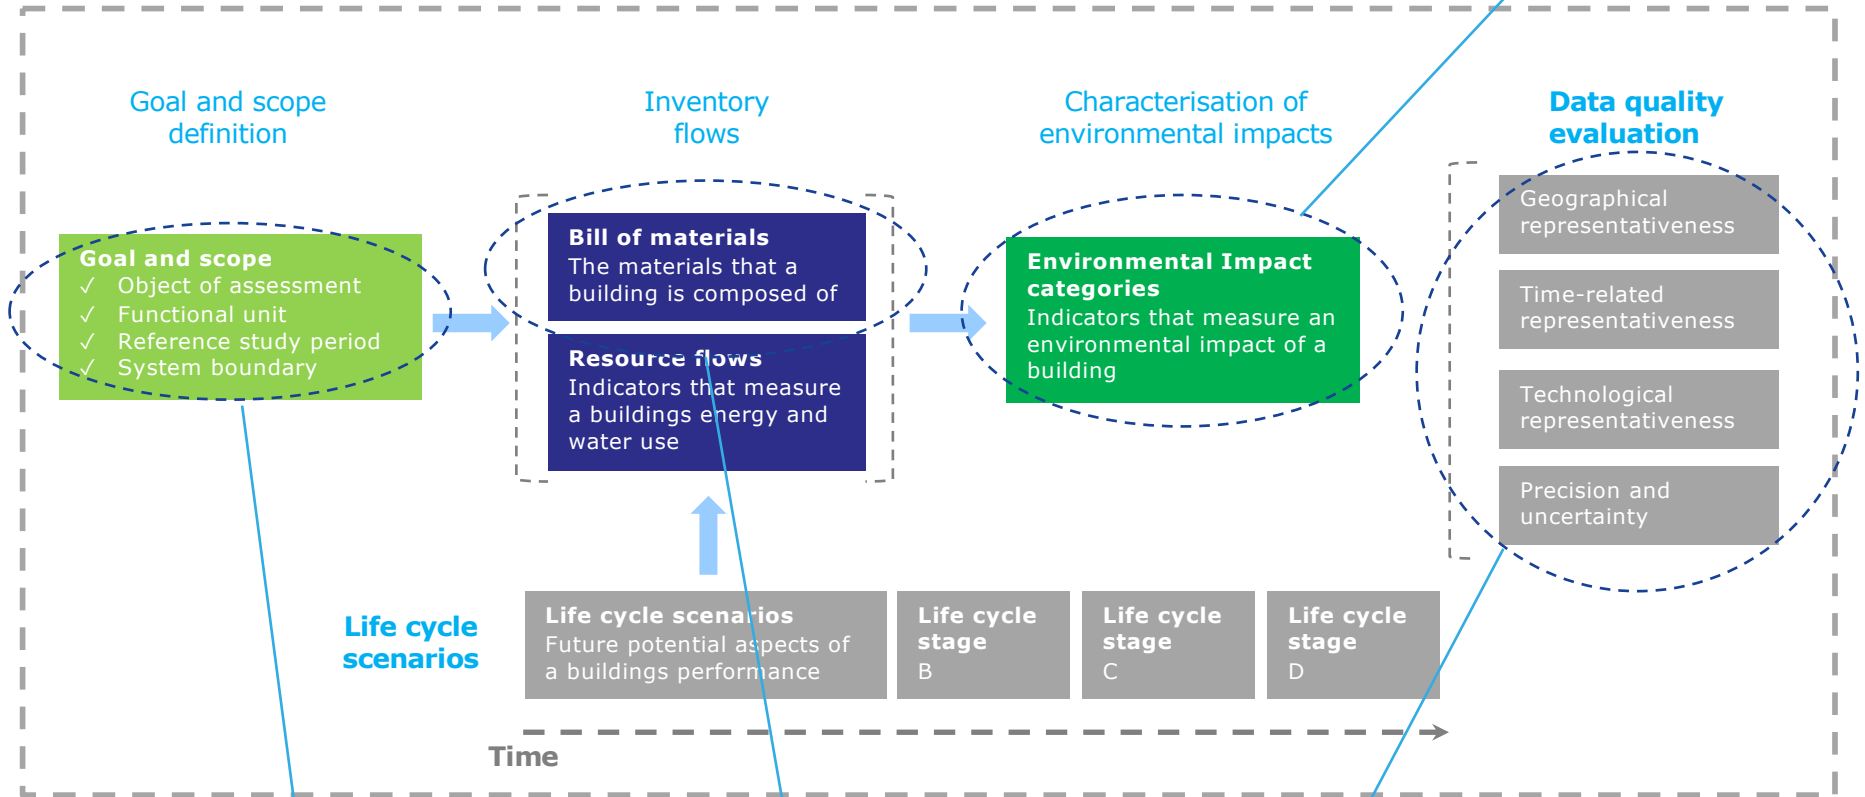 Goal and scope
definition
Inventory
flows
Characterisation of
environmental impacts
Data quality
evaluation
Goal and scope
✓ Object of assessment
✓ Functional unit
✓ Reference study period
✓ System boundary
Bill of materials
The materials that a
building is composed of
Resource flows
Indicators that measure
a buildings energy and
water use
Environmental Impact
categories
Indicators that measure an
environmental impact of a
building
Geographical
representativeness
Time-related
representativeness
Technological
representativeness
Precision and
uncertainty
Life cycle
scenarios
Life cycle scenarios
Future potential aspects of
a buildings performance
Life cycle
stage
B
Life cycle
stage
C
Life cycle
stage
D
Time